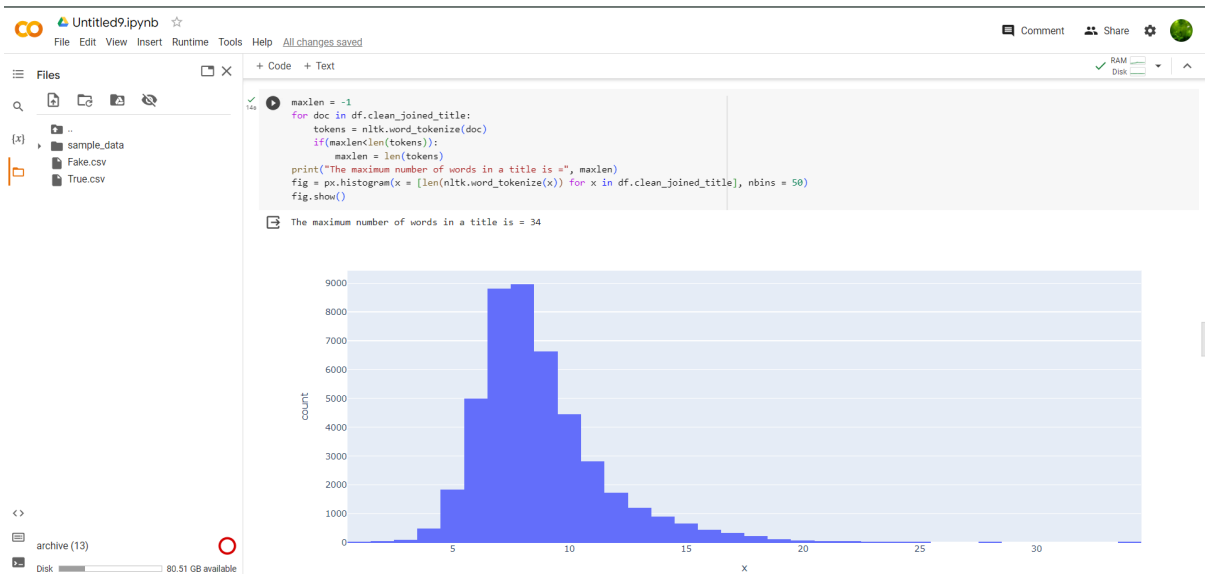 Untitled9.ipynb
File Edit View Insert Runtime Tools Help All changes saved
Comment
Share
Files
+ Code + Text
RAM
Disk
{x}
..
sample_data
Fake.csv
True.csv
14s
maxlen = -1
for doc in df.clean_joined_title:
    tokens = nltk.word_tokenize(doc)
    if(maxlen<len(tokens)):
        maxlen = len(tokens)
print("The maximum number of words in a title is =", maxlen)
fig = px.histogram(x = [len(nltk.word_tokenize(x)) for x in df.clean_joined_title], nbins = 50)
fig.show()
The maximum number of words in a title is = 34
9000
8000
7000
6000
5000
4000
3000
2000
1000
0
count
5 10 15 20 25 30
x
<>
archive (13)
Disk 80.51 GB available